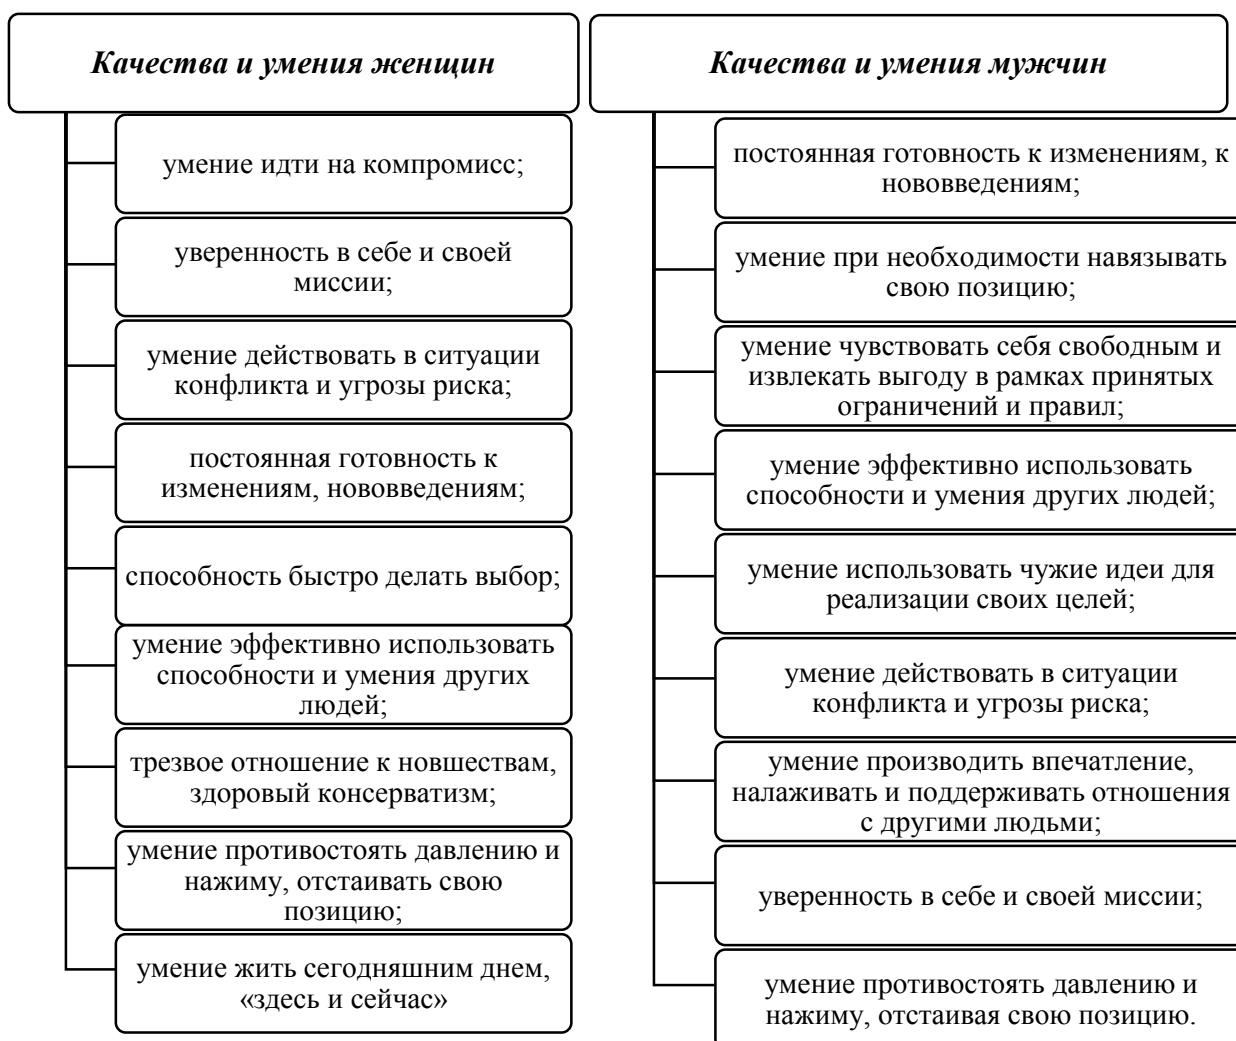 Качества и умения женщин
умение идти на компромисс;
уверенность в себе и своей
миссии;
умение действовать в ситуации
конфликта и угрозы риска;
постоянная готовность к
изменениям, нововведениям;
способность быстро делать выбор;
умение эффективно использовать
способности и умения других
людей;
трезвое отношение к новшествам,
здоровый консерватизм;
умение противостоять давлению и
нажиму, отстаивать свою
позицию;
умение жить сегодняшним днем,
«здесь и сейчас»
Качества и умения мужчин
постоянная готовность к изменениям, к
нововведениям;
умение при необходимости навязывать
свою позицию;
умение чувствовать себя свободным и
извлекать выгоду в рамках принятых
ограничений и правил;
умение эффективно использовать
способности и умения других людей;
умение использовать чужие идеи для
реализации своих целей;
умение действовать в ситуации
конфликта и угрозы риска;
умение производить впечатление,
налаживать и поддерживать отношения
с другими людьми;
уверенность в себе и своей миссии;
умение противостоять давлению и
нажиму, отстаивая свою позицию.